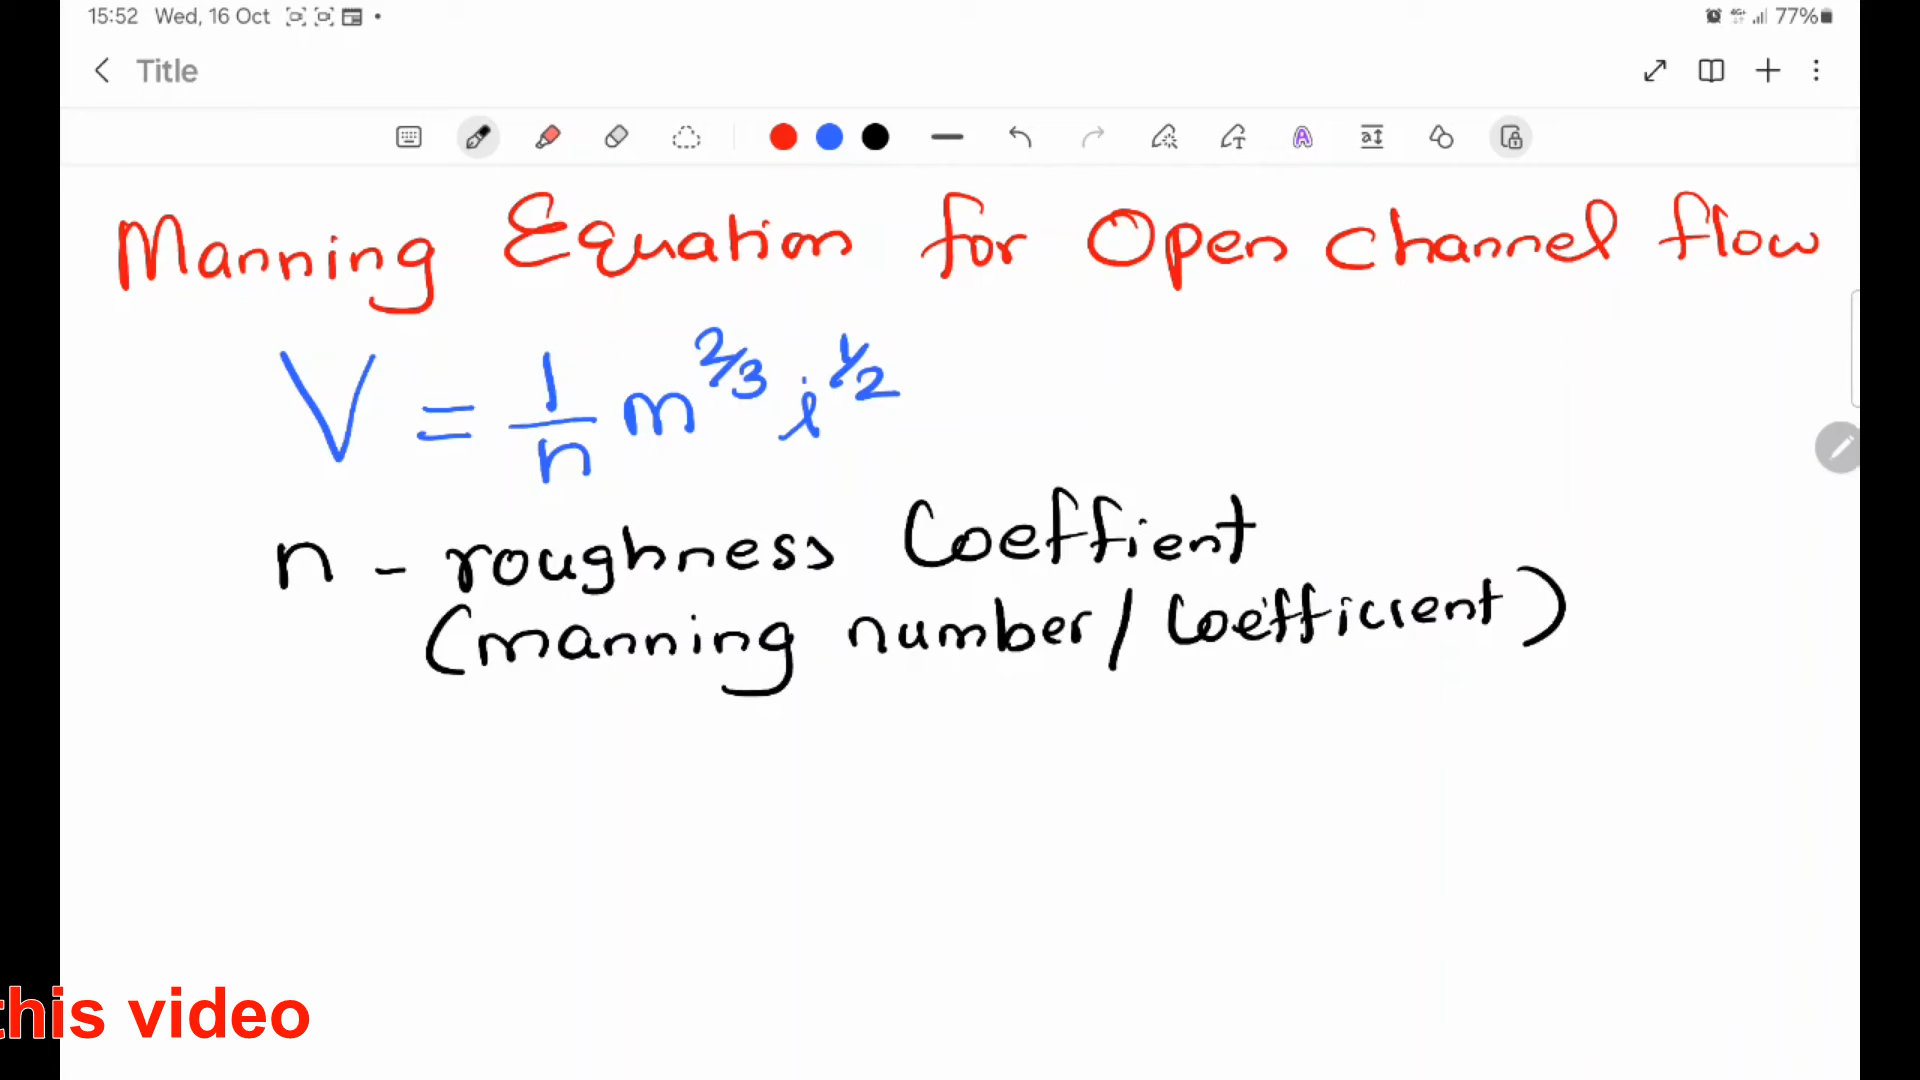 15:52 Wed, 16 Oct 77%
Title
Manning Equation for Open channel flow
V = 1/n m^2/3 i^1/2
n - roughness Coeffient
(manning number / Coefficient)
this video